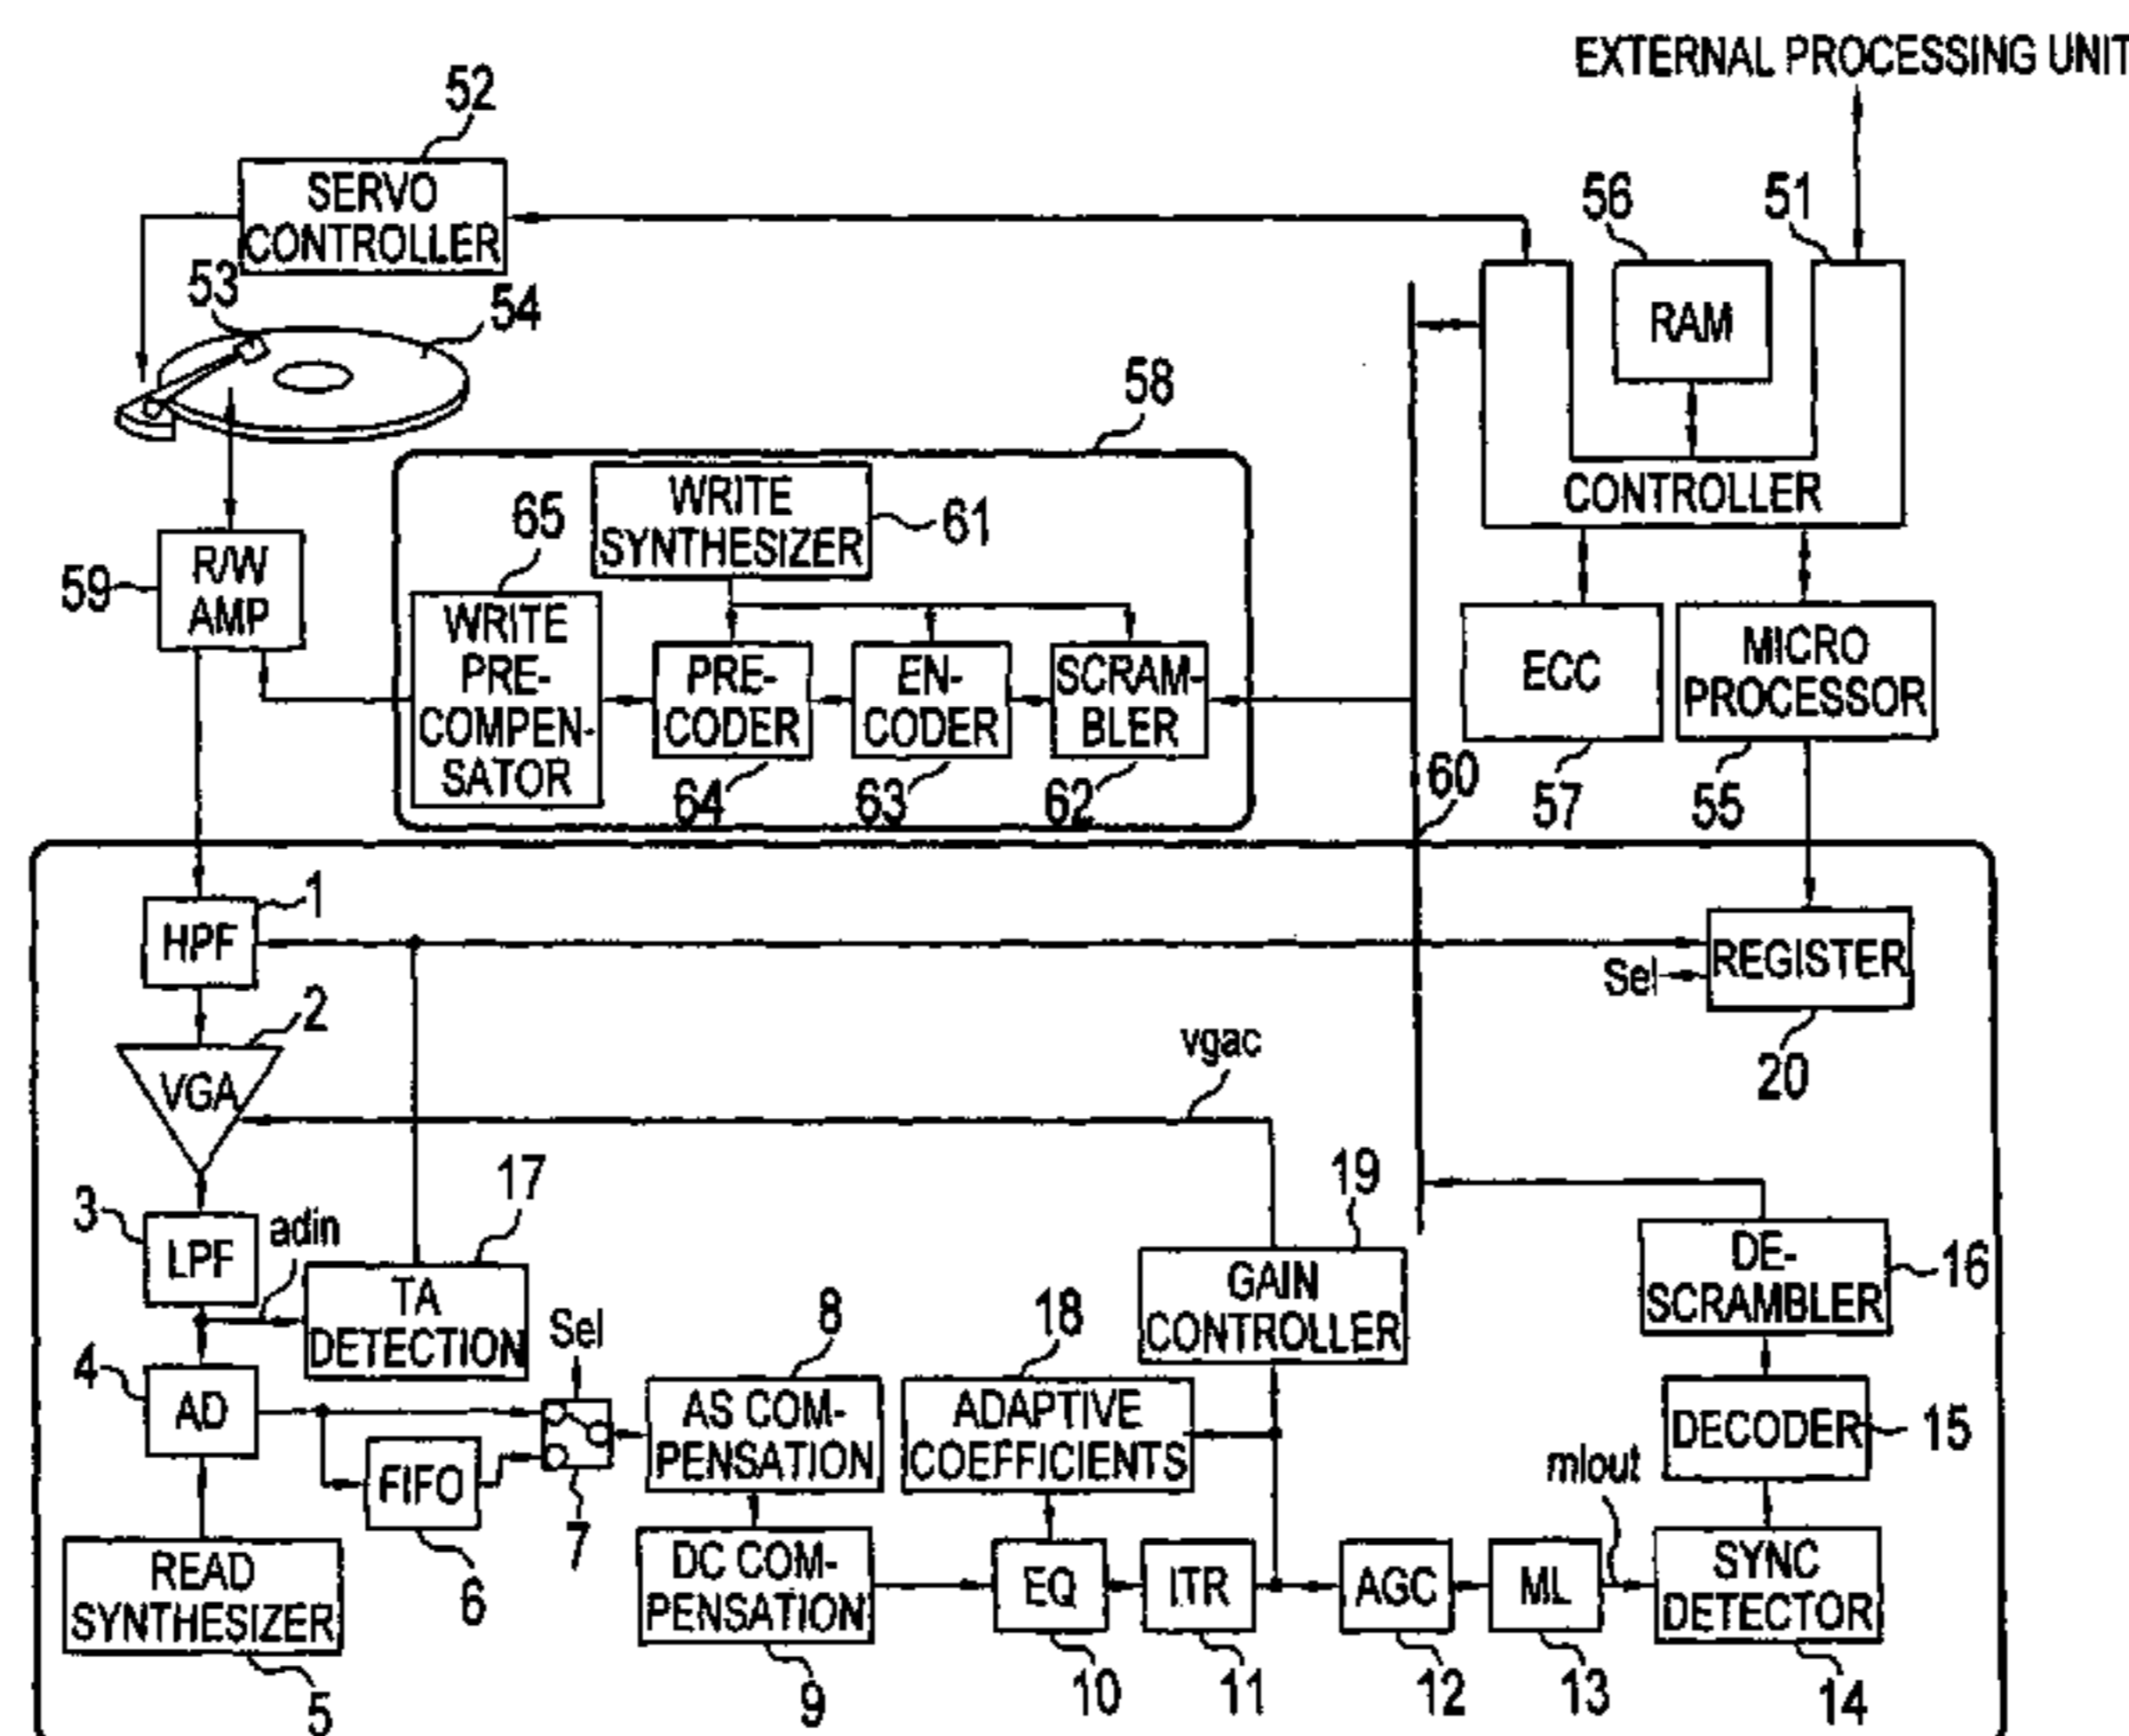 EXTERNAL PROCESSING UNIT
52
SERVO
CONTROLLER
53
54
56
51
RAM
CONTROLLER
58
WRITE
SYNTHESIZER
61
65
59
R/W
AMP
WRITE
PRE-
COMPEN-
SATOR
PRE-
CODER
EN-
CODER
SCRAM-
BLER
64
63
62
ECC
MICRO
PROCESSOR
57
55
60
1
HPF
REGISTER
Sel
20
2
VGA
vgac
3
LPF
adin
17
TA
DETECTION
19
GAIN
CONTROLLER
DE-
SCRAMBLER
16
4
AD
Sel
8
AS COM-
PENSATION
18
ADAPTIVE
COEFFICIENTS
DECODER
15
FIFO
6
7
mlout
READ
SYNTHESIZER
5
DC COM-
PENSATION
9
EQ
10
ITR
11
AGC
12
ML
13
SYNC
DETECTOR
14